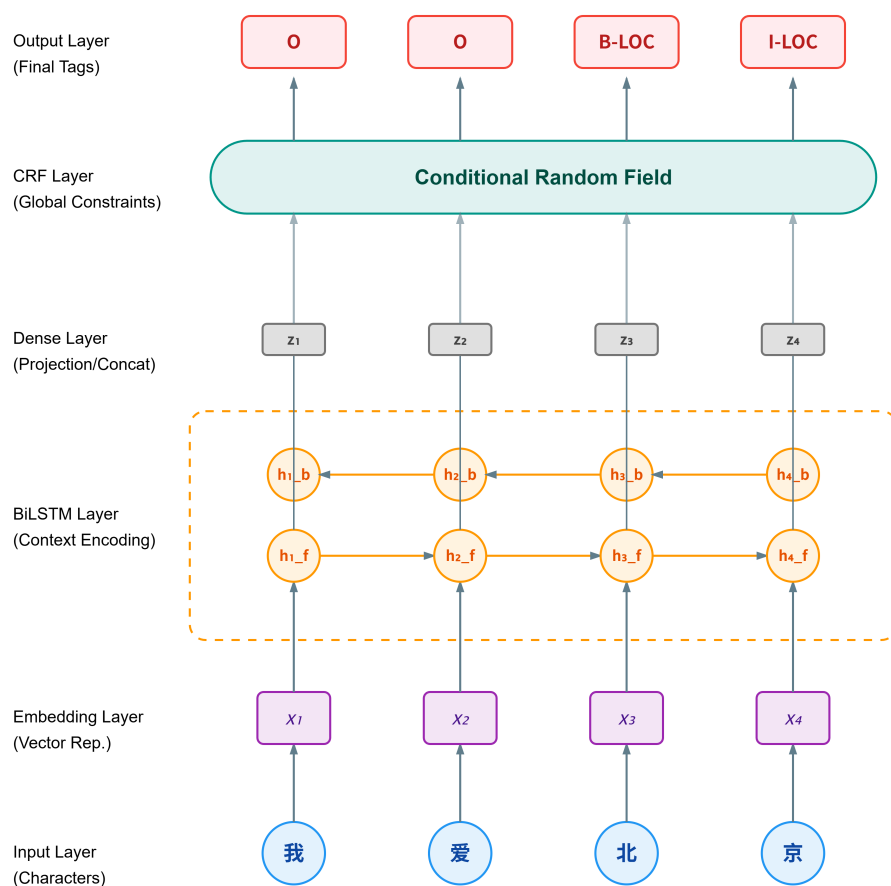 Output Layer
(Final Tags)
O O B-LOC I-LOC
CRF Layer
(Global Constraints)
Conditional Random Field
Dense Layer
(Projection/Concat)
z₁ z₂ z₃ z₄
BiLSTM Layer
(Context Encoding)
h₁_b h₂_b h₃_b h₄_b
h₁_f h₂_f h₃_f h₄_f
Embedding Layer
(Vector Rep.)
x₁ x₂ x₃ x₄
Input Layer
(Characters)
我 爱 北 京